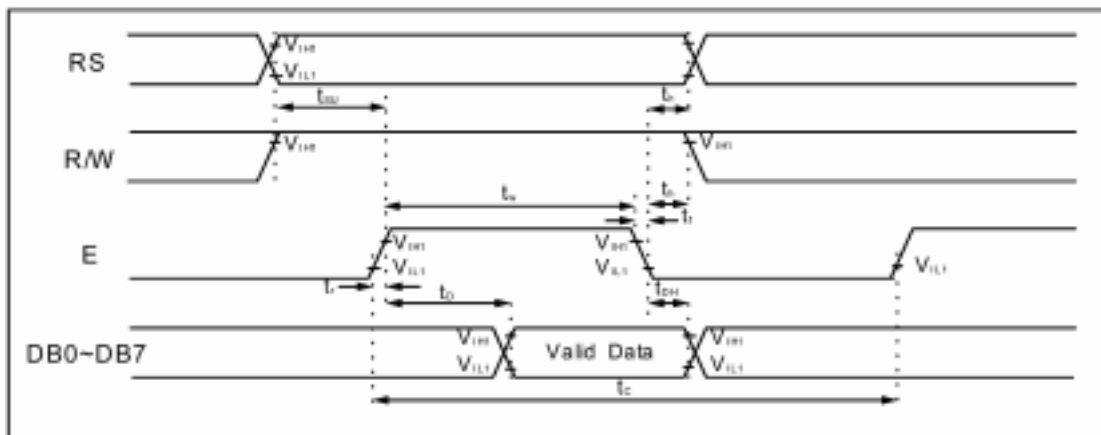 RS
VIH1
VIL1
tSU
th
R/W
VIH1
VIH1
tw
th
tf
E
VIH1
VIL1
VIH1
VIL1
VIL1
tr
tD
tDH
DB0~DB7
VIH1
VIL1
Valid Data
VIH1
VIL1
tC